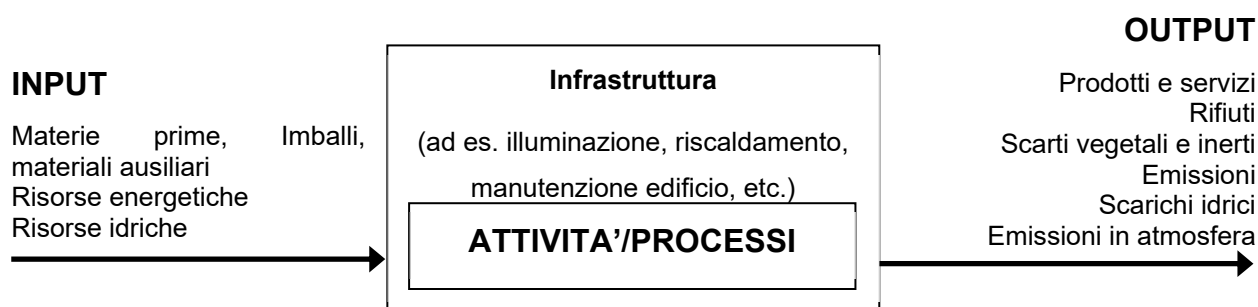 INPUT
Materie prime, Imballi,
materiali ausiliari
Risorse energetiche
Risorse idriche
Infrastruttura
(ad es. illuminazione, riscaldamento,
manutenzione edificio, etc.)
ATTIVITA’/PROCESSI
OUTPUT
Prodotti e servizi
Rifiuti
Scarti vegetali e inerti
Emissioni
Scarichi idrici
Emissioni in atmosfera